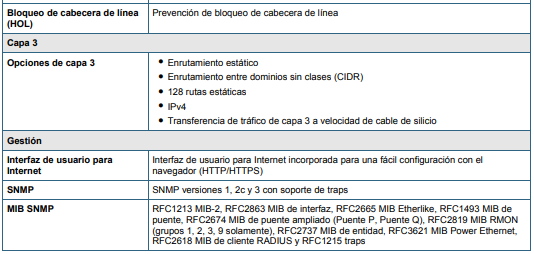 Bloqueo de cabecera de línea
(HOL)
Prevención de bloqueo de cabecera de línea
Capa 3
Opciones de capa 3
• Enrutamiento estático
• Enrutamiento entre dominios sin clases (CIDR)
• 128 rutas estáticas
• IPv4
• Transferencia de tráfico de capa 3 a velocidad de cable de silicio
Gestión
Interfaz de usuario para
Internet
Interfaz de usuario para Internet incorporada para una fácil configuración con el
navegador (HTTP/HTTPS)
SNMP
SNMP versiones 1, 2c y 3 con soporte de traps
MIB SNMP
RFC1213 MIB-2, RFC2863 MIB de interfaz, RFC2665 MIB Etherlike, RFC1493 MIB de
puente, RFC2674 MIB de puente ampliado (Puente P, Puente Q), RFC2819 MIB RMON
(grupos 1, 2, 3, 9 solamente), RFC2737 MIB de entidad, RFC3621 MIB Power Ethernet,
RFC2618 MIB de cliente RADIUS y RFC1215 traps